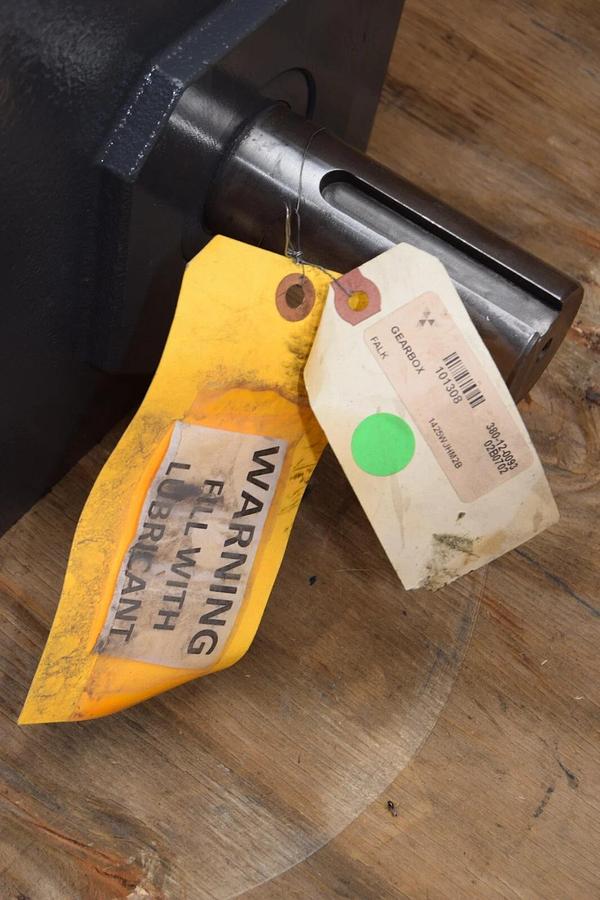 WARNING
FILL WITH
LUBRICANT
GEARBOX
101308
FALK
380-12-0093
02B0702
1425WJHM2B